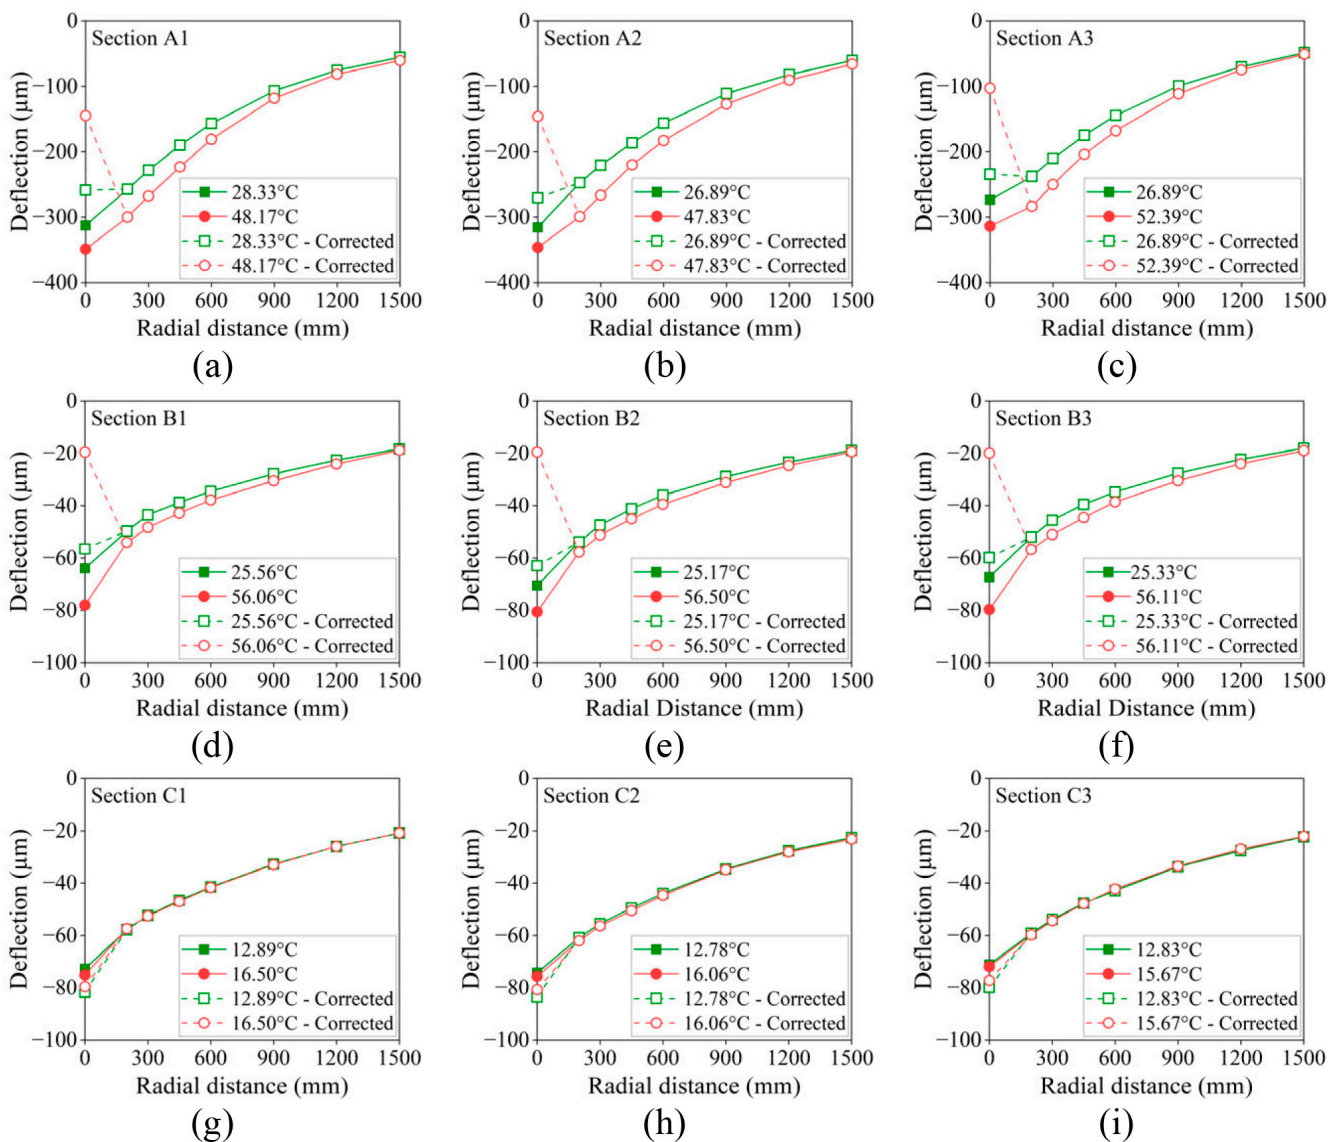 Section A1
Deflection (μm)
0
−100
−200
−300
−400
28.33°C
48.17°C
28.33°C - Corrected
48.17°C - Corrected
0 300 600 900 1200 1500
Radial distance (mm)
(a)
Section A2
Deflection (μm)
0
−100
−200
−300
−400
26.89°C
47.83°C
26.89°C - Corrected
47.83°C - Corrected
0 300 600 900 1200 1500
Radial distance (mm)
(b)
Section A3
Deflection (μm)
0
−100
−200
−300
−400
26.89°C
52.39°C
26.89°C - Corrected
52.39°C - Corrected
0 300 600 900 1200 1500
Radial distance (mm)
(c)
Section B1
Deflection (μm)
0
−20
−40
−60
−80
−100
25.56°C
56.06°C
25.56°C - Corrected
56.06°C - Corrected
0 300 600 900 1200 1500
Radial distance (mm)
(d)
Section B2
Deflection (μm)
0
−20
−40
−60
−80
−100
25.17°C
56.50°C
25.17°C - Corrected
56.50°C - Corrected
0 300 600 900 1200 1500
Radial Distance (mm)
(e)
Section B3
Deflection (μm)
0
−20
−40
−60
−80
−100
25.33°C
56.11°C
25.33°C - Corrected
56.11°C - Corrected
0 300 600 900 1200 1500
Radial Distance (mm)
(f)
Section C1
Deflection (μm)
0
−20
−40
−60
−80
−100
12.89°C
16.50°C
12.89°C - Corrected
16.50°C - Corrected
0 300 600 900 1200 1500
Radial distance (mm)
(g)
Section C2
Deflection (μm)
0
−20
−40
−60
−80
−100
12.78°C
16.06°C
12.78°C - Corrected
16.06°C - Corrected
0 300 600 900 1200 1500
Radial distance (mm)
(h)
Section C3
Deflection (μm)
0
−20
−40
−60
−80
−100
12.83°C
15.67°C
12.83°C - Corrected
15.67°C - Corrected
0 300 600 900 1200 1500
Radial distance (mm)
(i)